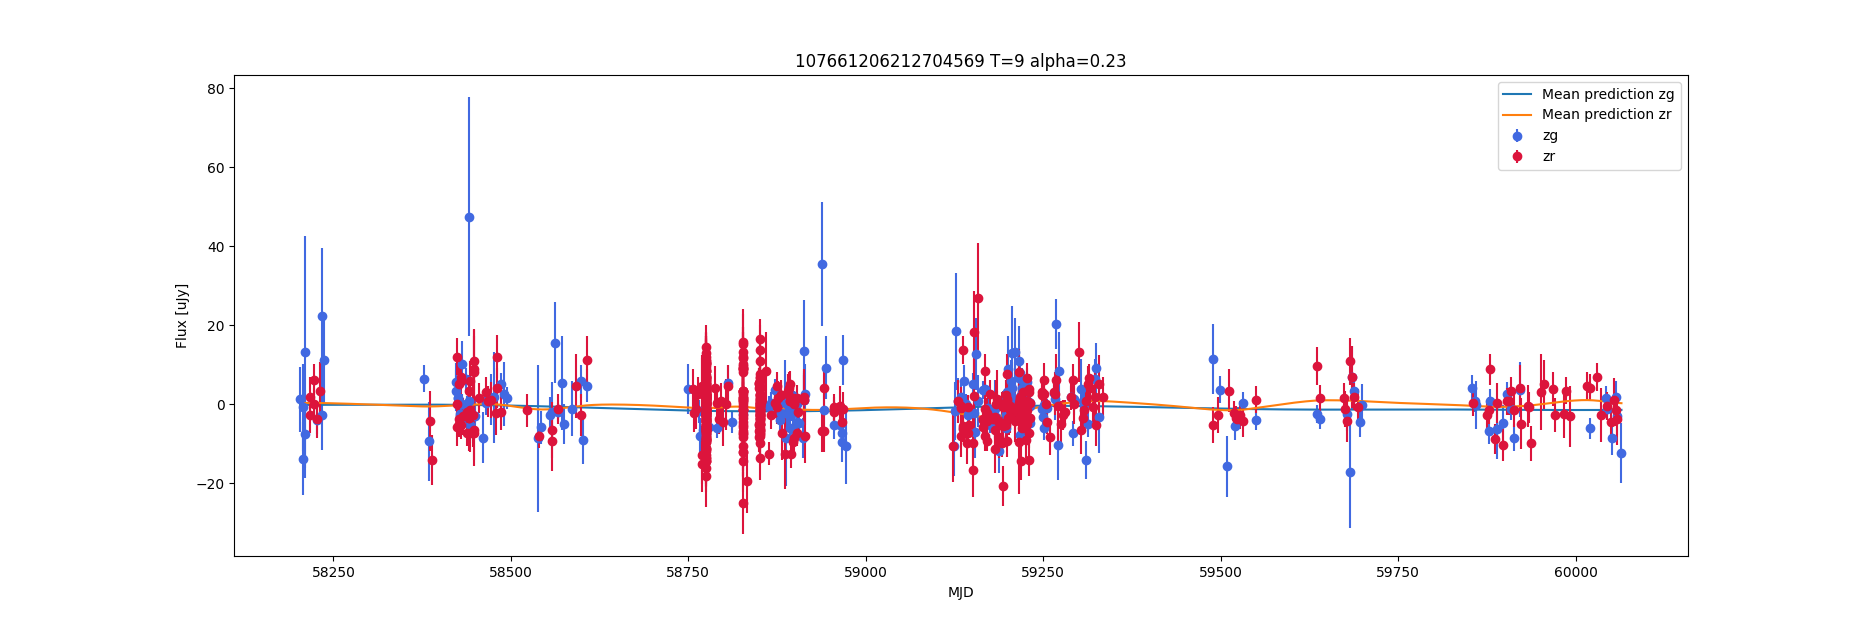 107661206212704569 T=9 alpha=0.23
80
60
40
20
0
−20
Flux [uJy]
58250
58500
58750
59000
59250
59500
59750
60000
MJD
Mean prediction zg
Mean prediction zr
zg
zr